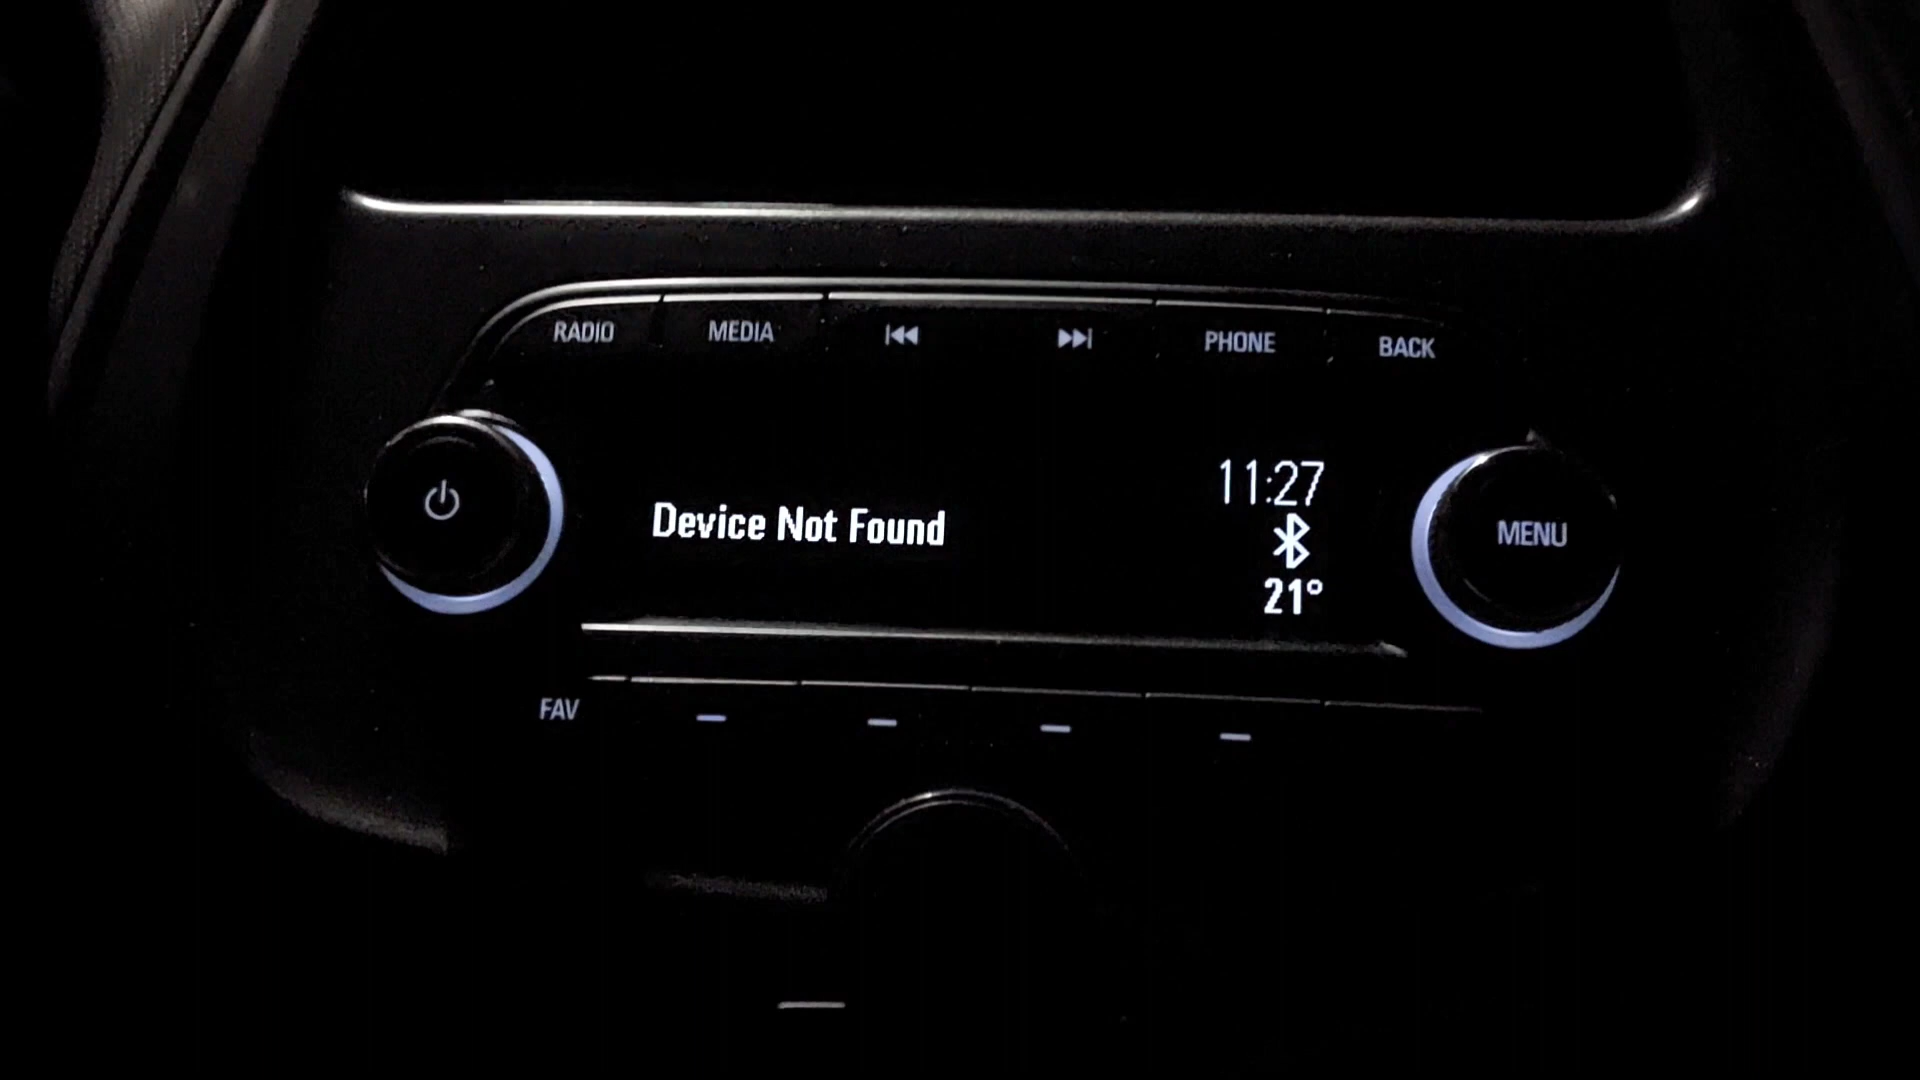 RADIO MEDIA PHONE BACK
11:27
Device Not Found
21°
MENU
FAV